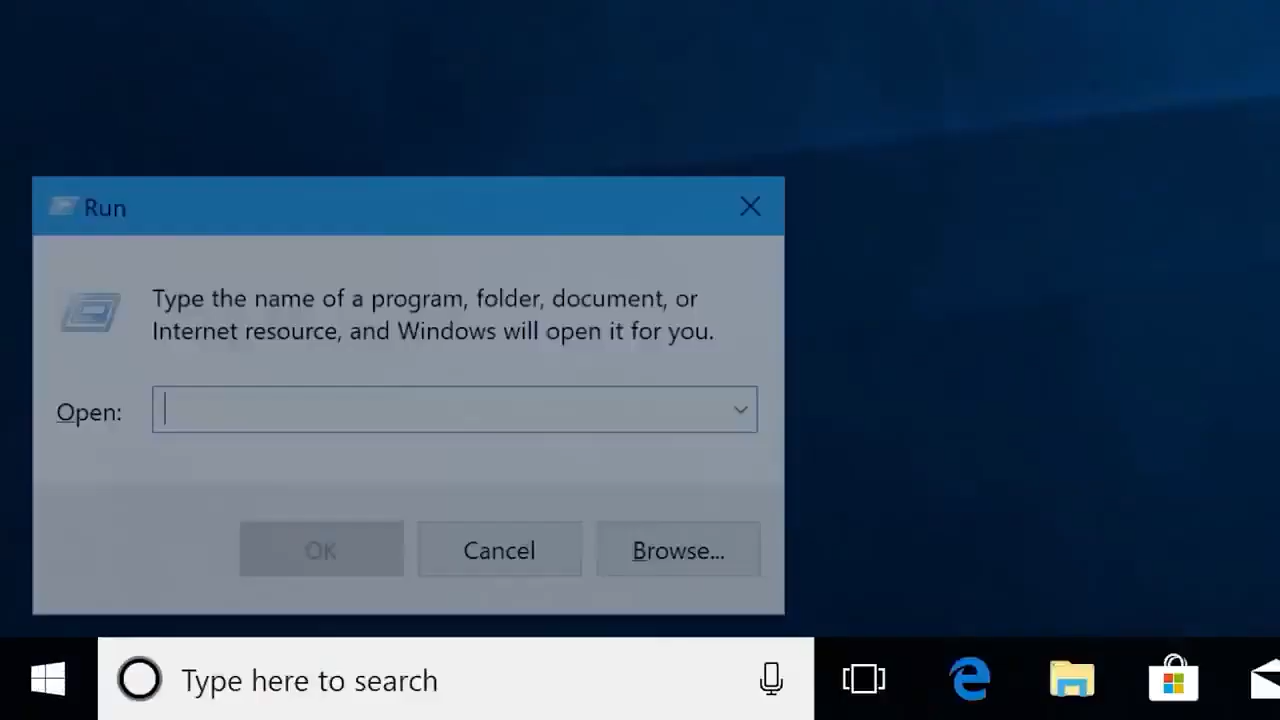 Run
Type the name of a program, folder, document, or
Internet resource, and Windows will open it for you.
Open:
OK
Cancel
Browse...
Type here to search